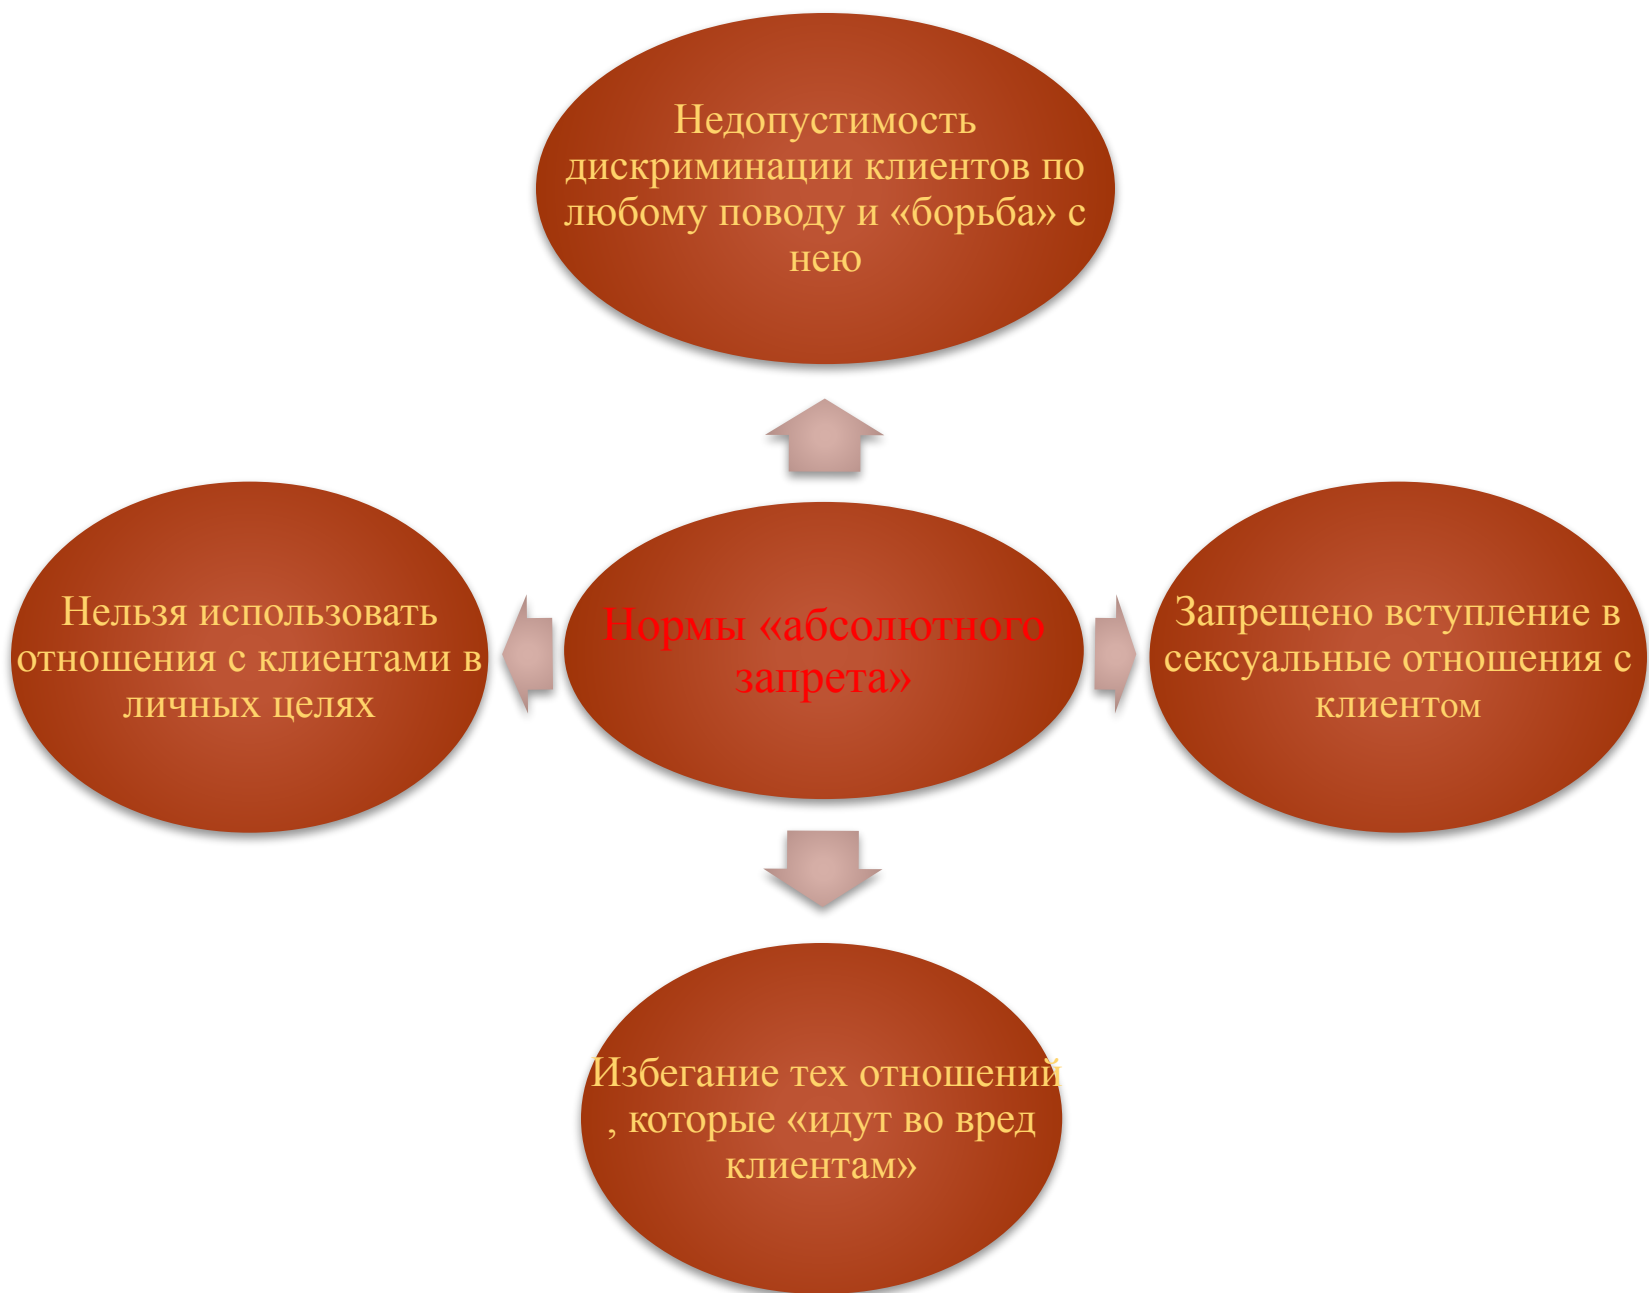 Недопустимость
дискриминации клиентов по
любому поводу и «борьба» с
нею
Нельзя использовать
отношения с клиентами в
личных целях
Нормы «абсолютного
запрета»
Запрещено вступление в
сексуальные отношения с
клиентом
Избегание тех отношений
, которые «идут во вред
клиентам»